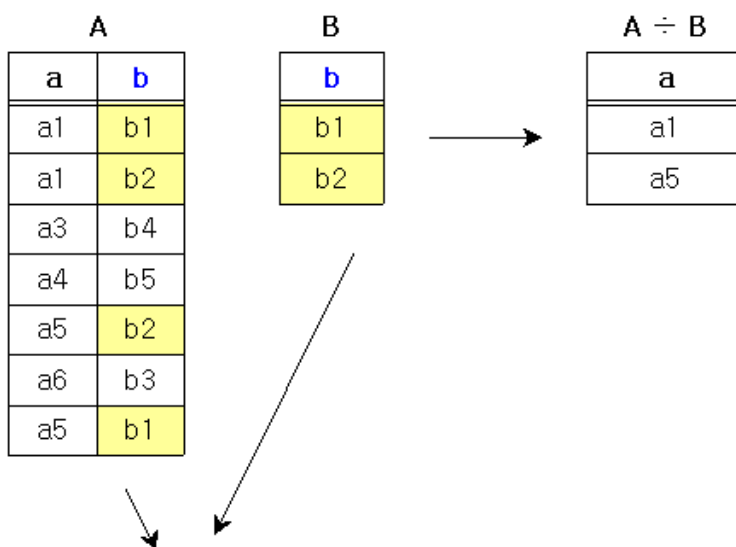 A B A ÷ B
a b b a
a1 b1 b1 a1
a1 b2 b2 a5
a3 b4
a4 b5
a5 b2
a6 b3
a5 b1